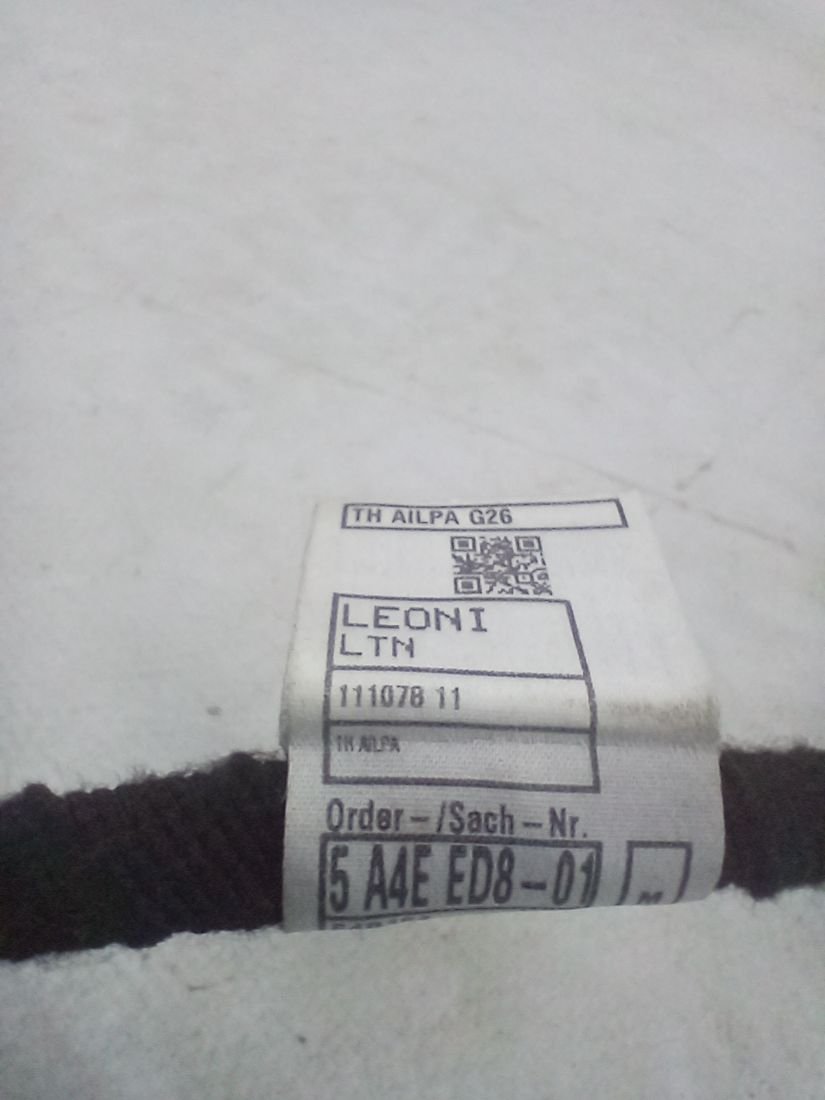 TH AILPA G26
LEONI
LTN
111078 11
TH AILPA
Order-/Sach-Nr.
5 A4E ED8-01